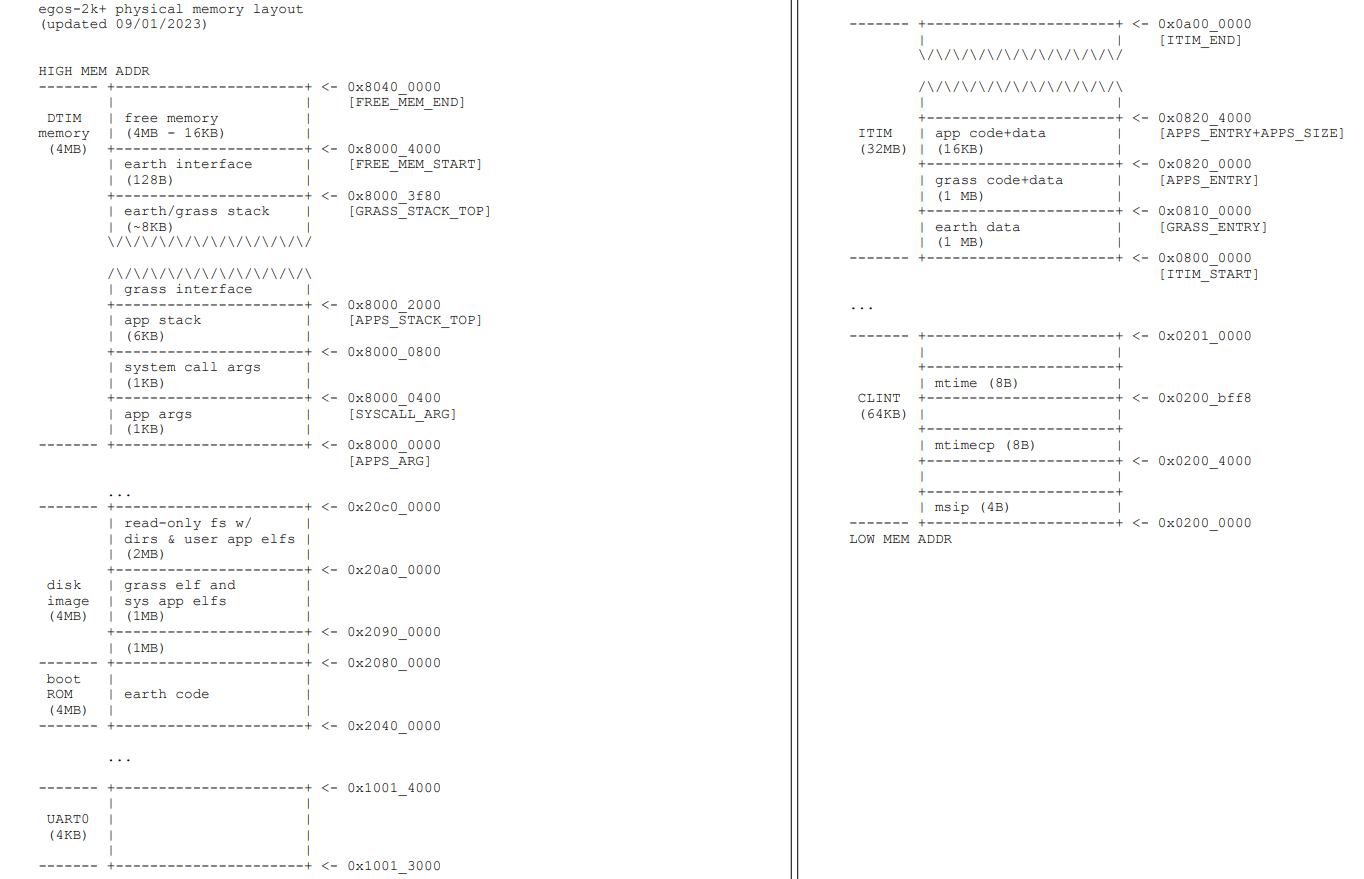 egos-2k+ physical memory layout
(updated 09/01/2023)
HIGH MEM ADDR
------- +----------------------+ <- 0x8040_0000
        |                      |    [FREE_MEM_END]
 DTIM   | free memory          |
memory  | (4MB - 16KB)         |
 (4MB)  +----------------------+ <- 0x8000_4000
        | earth interface      |    [FREE_MEM_START]
        | (128B)               |
        +----------------------+ <- 0x8000_3f80
        | earth/grass stack    |    [GRASS_STACK_TOP]
        | (~8KB)               |
        \/\/\/\/\/\/\/\/\/\/\/\/
        /\/\/\/\/\/\/\/\/\/\/\/\
        | grass interface      |
        +----------------------+ <- 0x8000_2000
        | app stack            |    [APPS_STACK_TOP]
        | (6KB)                |
        +----------------------+ <- 0x8000_0800
        | system call args     |
        | (1KB)                |
        +----------------------+ <- 0x8000_0400
        | app args             |    [SYSCALL_ARG]
        | (1KB)                |
------- +----------------------+ <- 0x8000_0000
                                    [APPS_ARG]
        ...
------- +----------------------+ <- 0x20c0_0000
        | read-only fs w/      |
        | dirs & user app elfs |
        | (2MB)                |
        +----------------------+ <- 0x20a0_0000
 disk   | grass elf and        |
 image  | sys app elfs         |
 (4MB)  | (1MB)                |
        +----------------------+ <- 0x2090_0000
        | (1MB)                |
------- +----------------------+ <- 0x2080_0000
 boot   |                      |
 ROM    | earth code           |
 (4MB)  |                      |
------- +----------------------+ <- 0x2040_0000
        ...
------- +----------------------+ <- 0x1001_4000
        |                      |
 UART0  |                      |
 (4KB)  |                      |
        |                      |
------- +----------------------+ <- 0x1001_3000
------- +----------------------+ <- 0x0a00_0000
        |                      |    [ITIM_END]
        \/\/\/\/\/\/\/\/\/\/\/\/
        /\/\/\/\/\/\/\/\/\/\/\/\
        |                      |
        +----------------------+ <- 0x0820_4000
 ITIM   | app code+data        |    [APPS_ENTRY+APPS_SIZE]
 (32MB) | (16KB)               |
        +----------------------+ <- 0x0820_0000
        | grass code+data      |    [APPS_ENTRY]
        | (1 MB)               |
        +----------------------+ <- 0x0810_0000
        | earth data           |    [GRASS_ENTRY]
        | (1 MB)               |
------- +----------------------+ <- 0x0800_0000
                                    [ITIM_START]
...
------- +----------------------+ <- 0x0201_0000
        |                      |
        +----------------------+
        | mtime (8B)           |
 CLINT  +----------------------+ <- 0x0200_bff8
 (64KB) |                      |
        +----------------------+
        | mtimecp (8B)         |
        +----------------------+ <- 0x0200_4000
        |                      |
        +----------------------+
        | msip (4B)            |
------- +----------------------+ <- 0x0200_0000
LOW MEM ADDR